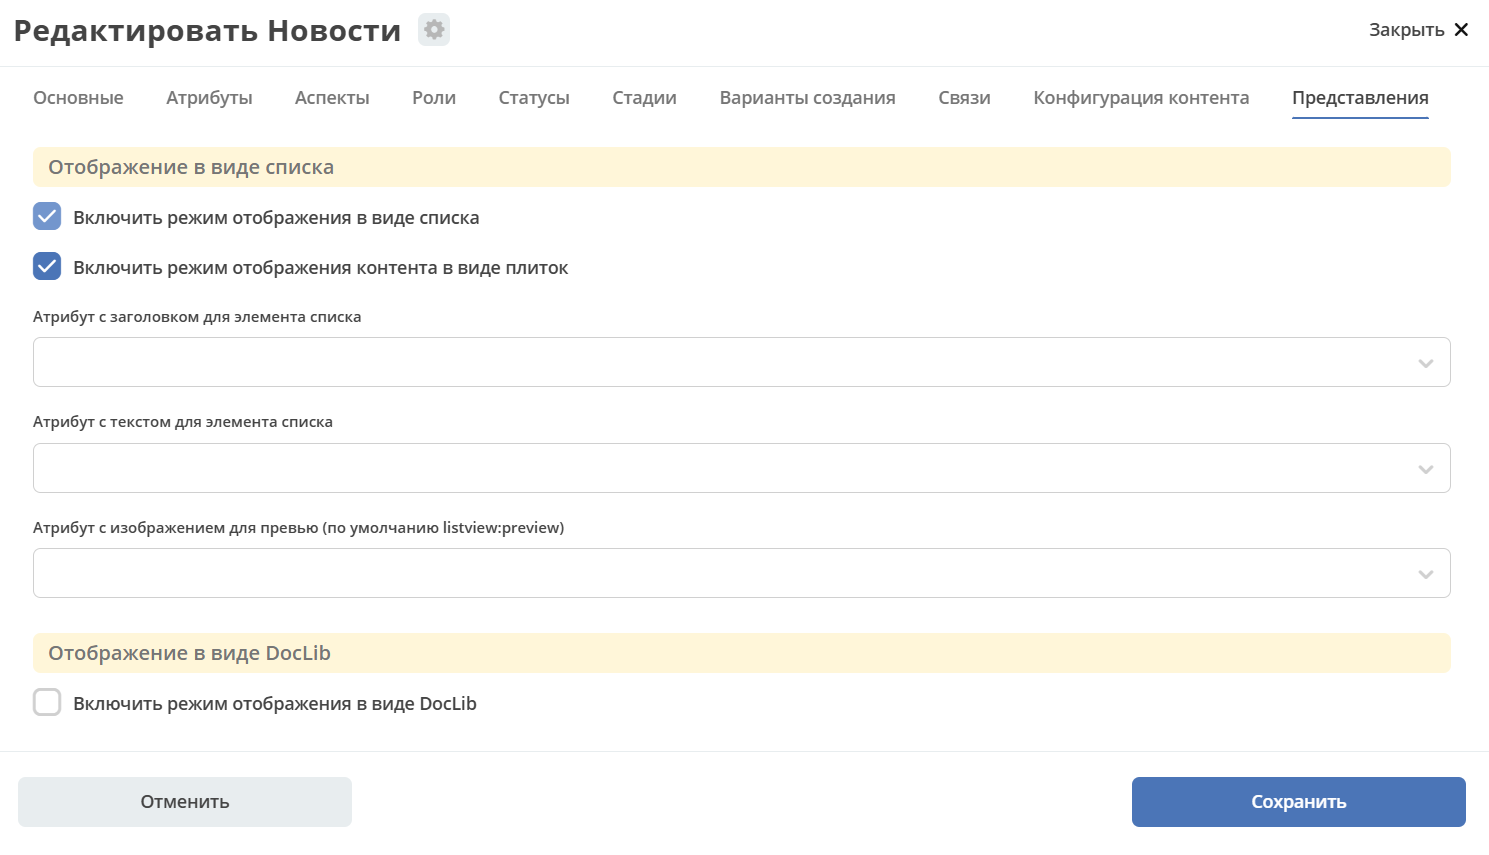 Редактировать Новости
Закрыть
Основные Атрибуты Аспекты Роли Статусы Стадии Варианты создания Связи Конфигурация контента Представления
Отображение в виде списка
Включить режим отображения в виде списка
Включить режим отображения контента в виде плиток
Атрибут с заголовком для элемента списка
Атрибут с текстом для элемента списка
Атрибут с изображением для превью (по умолчанию listview:preview)
Отображение в виде DocLib
Включить режим отображения в виде DocLib
Отменить
Сохранить